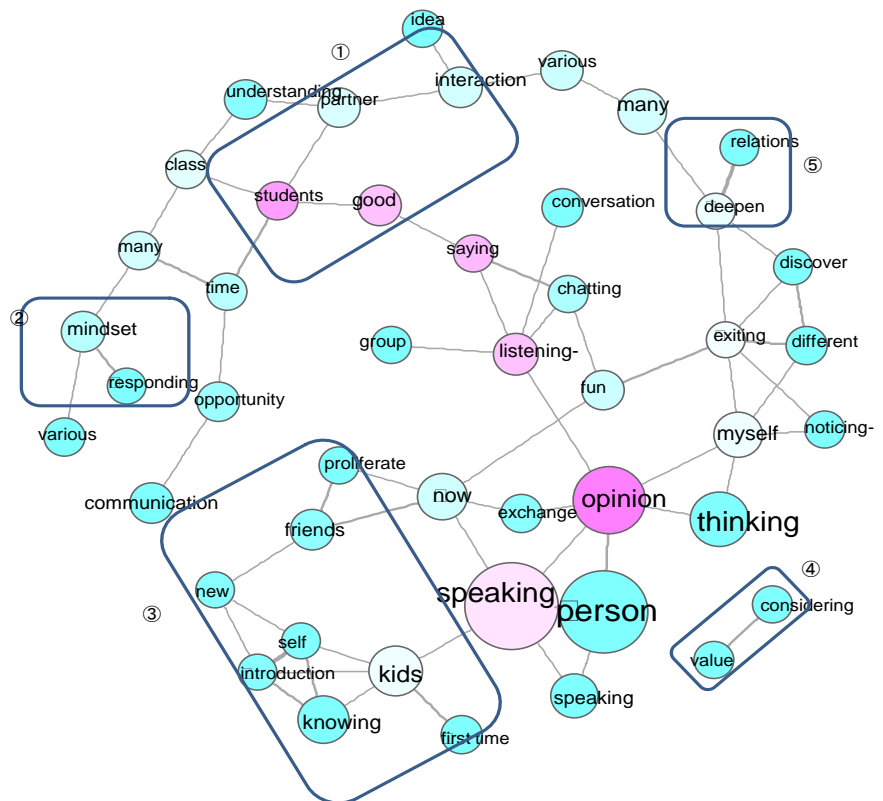 idea
①
various
understanding
interaction
partner
many
relations
⑤
class
students
good
deepen
conversation
many
saying
discover
time
chatting
②
mindset
exiting
different
group
listening-
responding
fun
opportunity
various
noticing-
myself
proliferate
now
opinion
communication
exchange
thinking
friends
④
new
speaking
person
considering
③
self
value
introduction
kids
speaking
knowing
first time